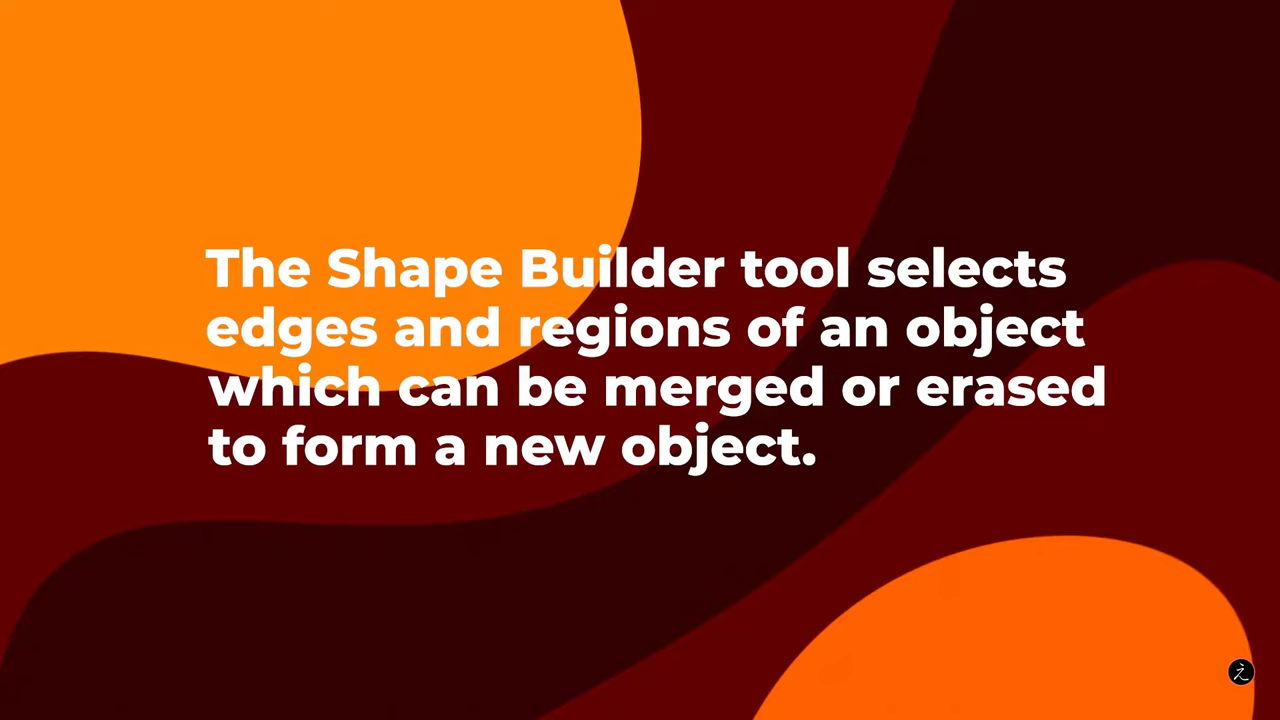 The Shape Builder tool selects
edges and regions of an object
which can be merged or erased
to form a new object.